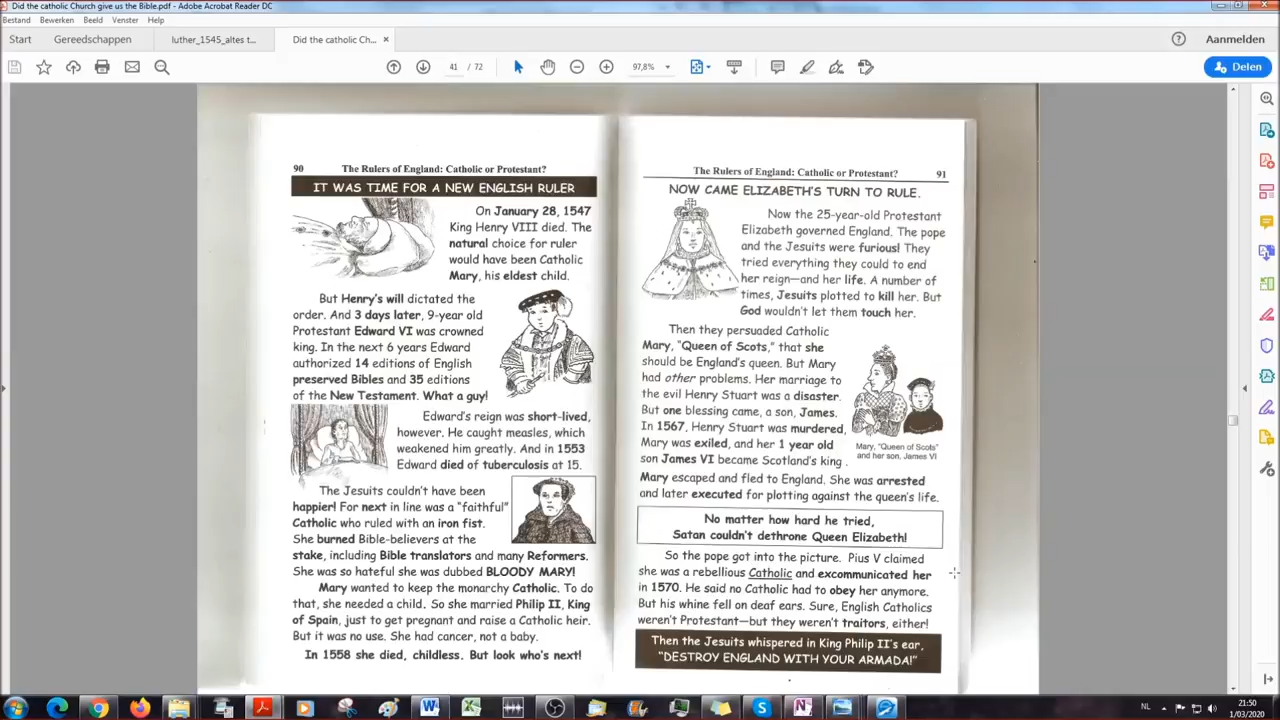 Did the catholic Church give us the Bible.pdf - Adobe Acrobat Reader DC
Bestand Bewerken Beeld Venster Help
Start Gereedschappen luther_1545_altes t... Did the catholic Ch... × Aanmelden
41 / 72 97,8% Delen
90 The Rulers of England: Catholic or Protestant?
IT WAS TIME FOR A NEW ENGLISH RULER
On January 28, 1547
King Henry VIII died. The
natural choice for ruler
would have been Catholic
Mary, his eldest child.
But Henry's will dictated the
order. And 3 days later, 9-year old
Protestant Edward VI was crowned
king. In the next 6 years Edward
authorized 14 editions of English
preserved Bibles and 35 editions
of the New Testament. What a guy!
Edward's reign was short-lived,
however. He caught measles, which
weakened him greatly. And in 1553
Edward died of tuberculosis at 15.
The Jesuits couldn't have been
happier! For next in line was a "faithful"
Catholic who ruled with an iron fist.
She burned Bible-believers at the
stake, including Bible translators and many Reformers.
She was so hateful she was dubbed BLOODY MARY!
Mary wanted to keep the monarchy Catholic. To do
that, she needed a child. So she married Philip II, King
of Spain, just to get pregnant and raise a Catholic heir.
But it was no use. She had cancer, not a baby.
In 1558 she died, childless. But look who's next!
The Rulers of England: Catholic or Protestant? 91
NOW CAME ELIZABETH'S TURN TO RULE.
Now the 25-year-old Protestant
Elizabeth governed England. The pope
and the Jesuits were furious! They
tried everything they could to end
her reign—and her life. A number of
times, Jesuits plotted to kill her. But
God wouldn't let them touch her.
Then they persuaded Catholic
Mary, "Queen of Scots," that she
should be England's queen. But Mary
had other problems. Her marriage to
the evil Henry Stuart was a disaster.
But one blessing came, a son, James.
In 1567, Henry Stuart was murdered,
Mary was exiled, and her 1 year old
son James VI became Scotland's king .
Mary, "Queen of Scots"
and her son, James VI
Mary escaped and fled to England. She was arrested
and later executed for plotting against the queen's life.
No matter how hard he tried,
Satan couldn't dethrone Queen Elizabeth!
So the pope got into the picture. Pius V claimed
she was a rebellious Catholic and excommunicated her
in 1570. He said no Catholic had to obey her anymore.
But his whine fell on deaf ears. Sure, English Catholics
weren't Protestant—but they weren't traitors, either!
Then the Jesuits whispered in King Philip II's ear,
"DESTROY ENGLAND WITH YOUR ARMADA!"
NL 21:50
1/03/2020